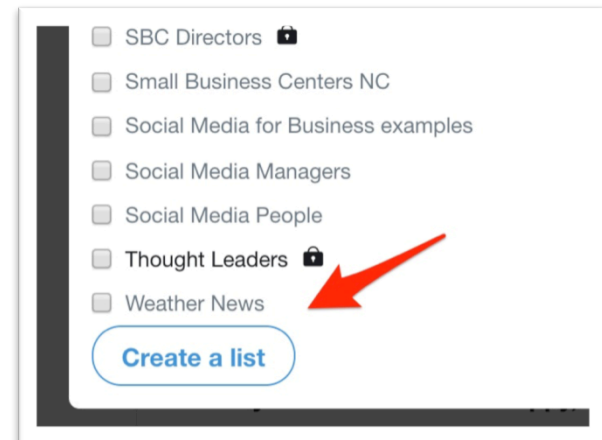 SBC Directors
Small Business Centers NC
Social Media for Business examples
Social Media Managers
Social Media People
Thought Leaders
Weather News
Create a list